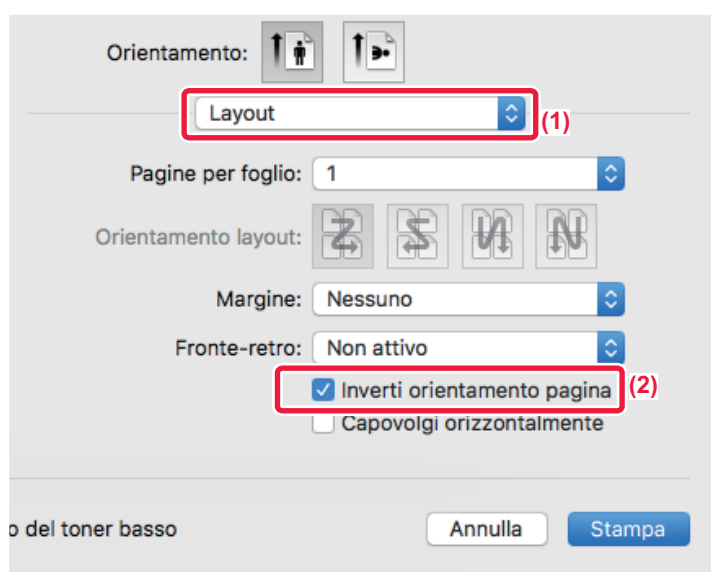 Orientamento:
Layout
(1)
Pagine per foglio: 1
Orientamento layout:
Margine: Nessuno
Fronte-retro: Non attivo
Inverti orientamento pagina (2)
Capovolgi orizzontalmente
o del toner basso Annulla Stampa